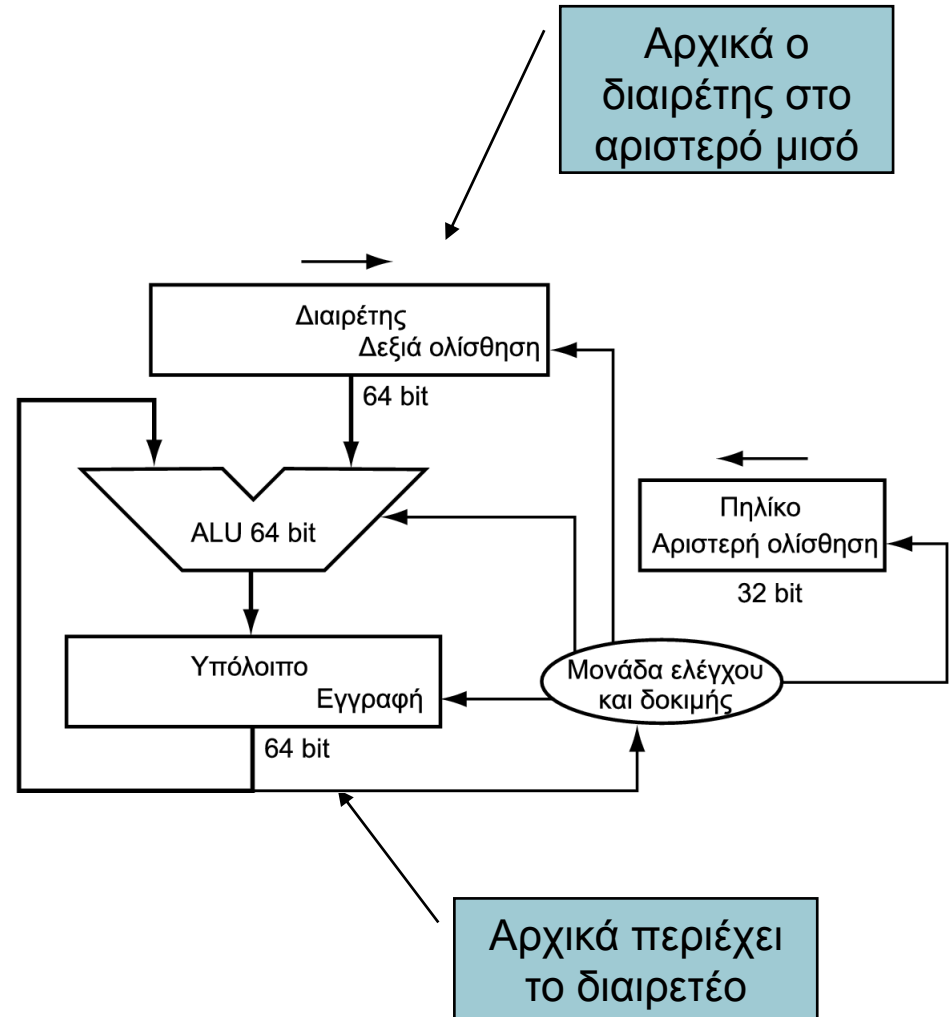 Αρχικά ο
διαιρέτης στο
αριστερό μισό
Διαιρέτης
Δεξιά ολίσθηση
64 bit
ALU 64 bit
Πηλίκο
Αριστερή ολίσθηση
32 bit
Υπόλοιπο
Εγγραφή
64 bit
Μονάδα ελέγχου
και δοκιμής
Αρχικά περιέχει
το διαιρετέο